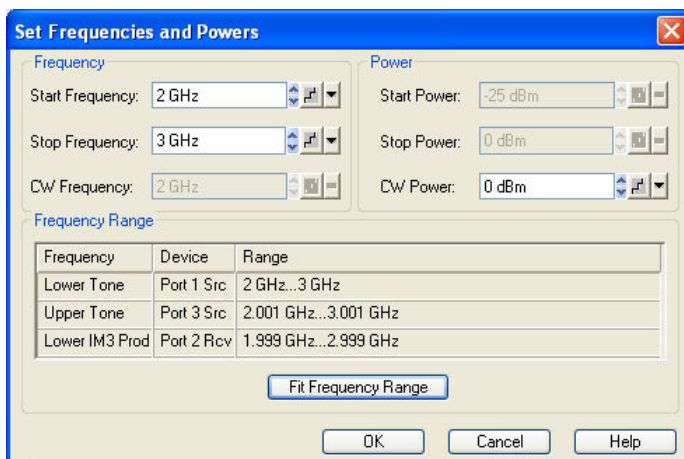 Set Frequencies and Powers
Frequency
Power
Start Frequency: 2 GHz
Start Power: -25 dBm
Stop Frequency: 3 GHz
Stop Power: 0 dBm
CW Frequency: 2 GHz
CW Power: 0 dBm
Frequency Range
Frequency Device Range
Lower Tone Port 1 Src 2 GHz...3 GHz
Upper Tone Port 3 Src 2.001 GHz...3.001 GHz
Lower IM3 Prod Port 2 Rcv 1.999 GHz...2.999 GHz
Fit Frequency Range
OK Cancel Help